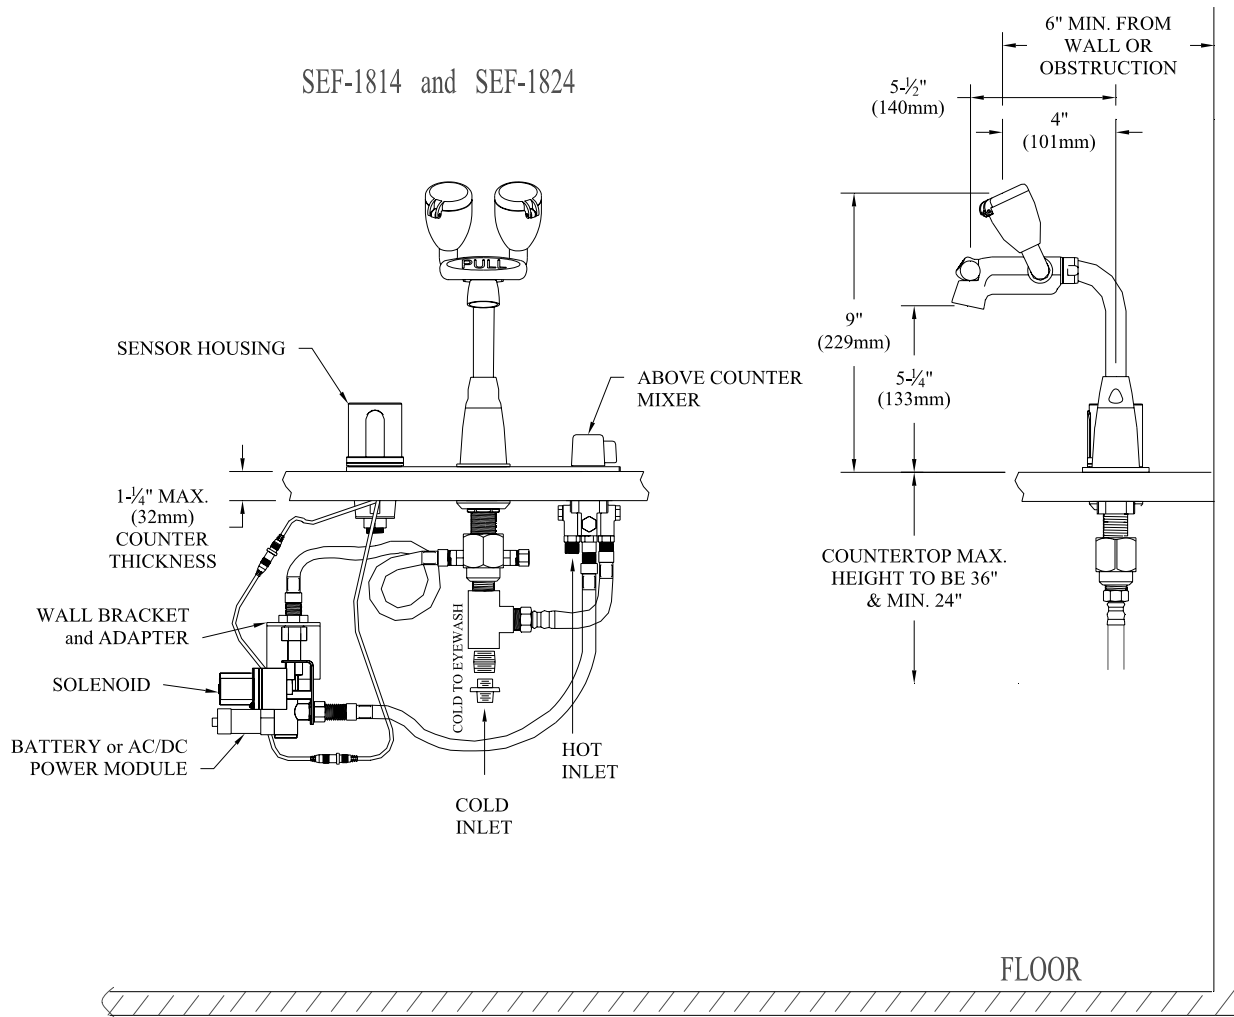 6" MIN. FROM
WALL OR
OBSTRUCTION
SEF-1814 and SEF-1824
5-½"
(140mm)
4"
(101mm)
PULL
9"
(229mm)
SENSOR HOUSING
ABOVE COUNTER
MIXER
5-¼"
(133mm)
1-¼" MAX.
(32mm)
COUNTER
THICKNESS
COUNTERTOP MAX.
HEIGHT TO BE 36"
& MIN. 24"
WALL BRACKET
and ADAPTER
COLD TO EYEWASH
SOLENOID
BATTERY or AC/DC
POWER MODULE
HOT
INLET
COLD
INLET
FLOOR